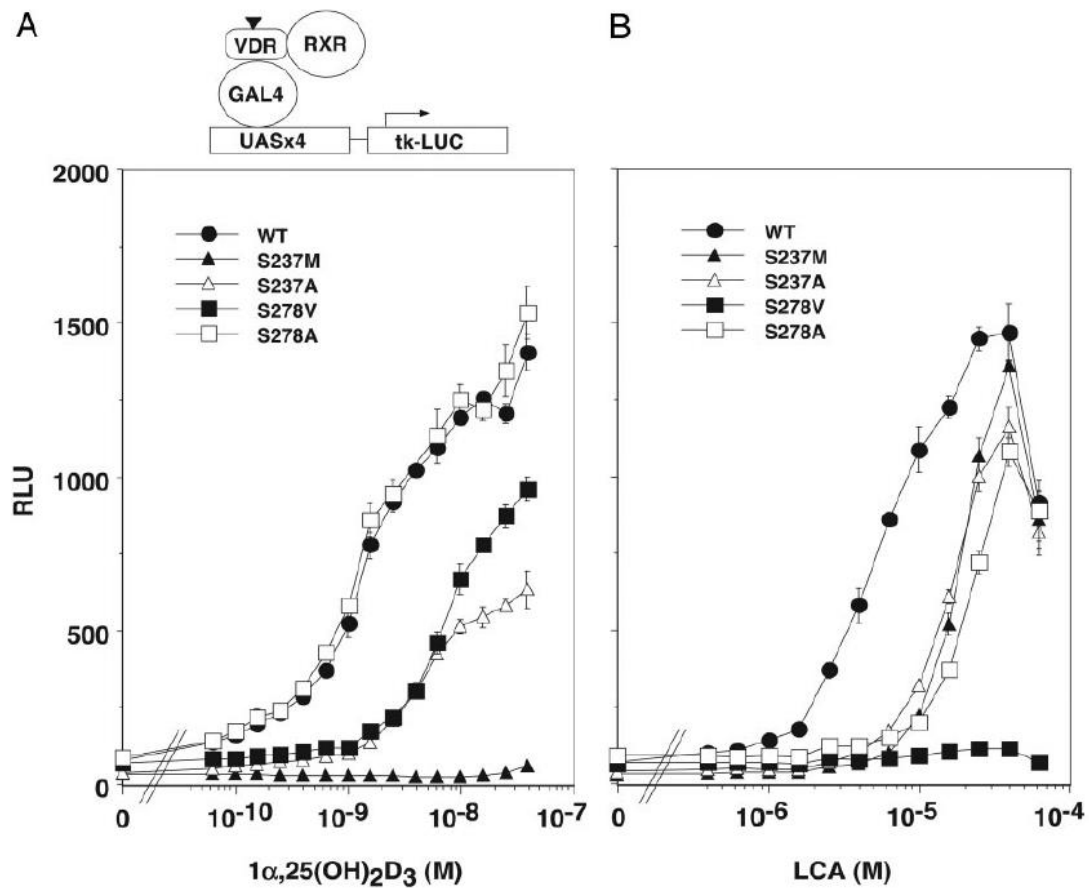 A
VDR
RXR
GAL4
UASx4
tk-LUC
2000
1500
1000
500
0
RLU
WT
S237M
S237A
S278V
S278A
0
10-10
10-9
10-8
10-7
1α,25(OH)2D3 (M)
B
WT
S237M
S237A
S278V
S278A
0
10-6
10-5
10-4
LCA (M)